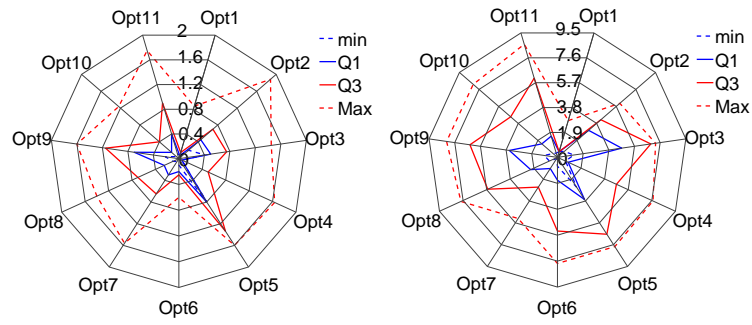 Opt11
Opt1
2
Opt10
Opt2
1.6
1.2
0.8
Opt9
Opt3
0.4
0
Opt8
Opt4
Opt7
Opt5
Opt6
min
Q1
Q3
Max
Opt11
Opt1
9.5
Opt10
Opt2
7.6
5.7
3.8
Opt9
Opt3
1.9
0
Opt8
Opt4
Opt7
Opt5
Opt6
min
Q1
Q3
Max